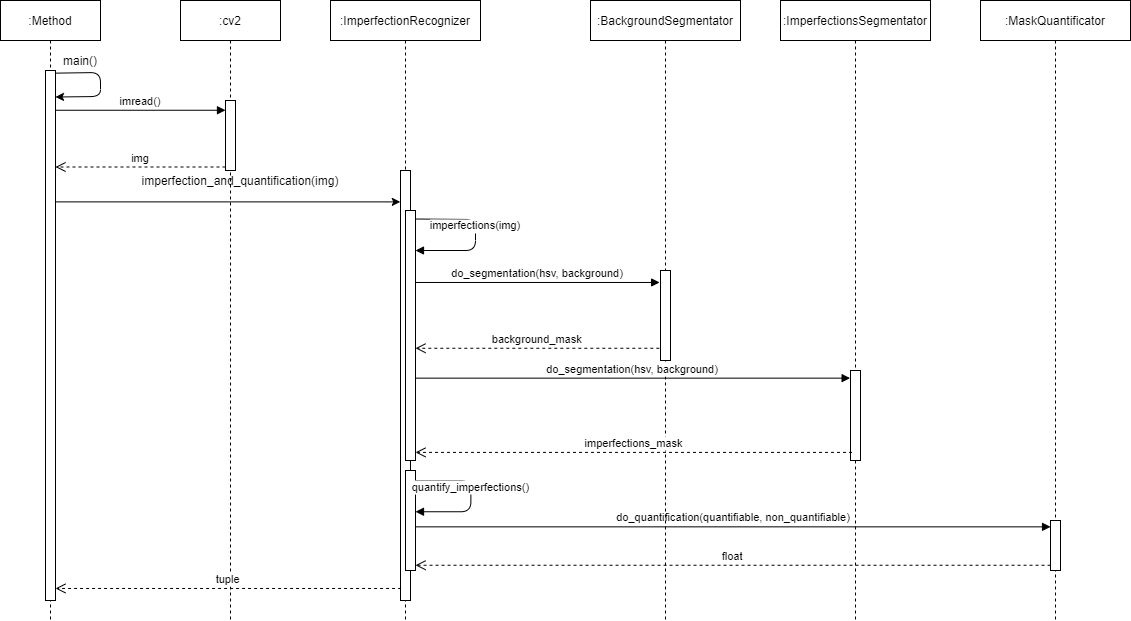 :Method
:cv2
:ImperfectionRecognizer
:BackgroundSegmentator
:ImperfectionsSegmentator
:MaskQuantificator
main()
imread()
img
imperfection_and_quantification(img)
imperfections(img)
do_segmentation(hsv, background)
background_mask
do_segmentation(hsv, background)
imperfections_mask
quantify_imperfections()
do_quantification(quantifiable, non_quantifiable)
float
tuple